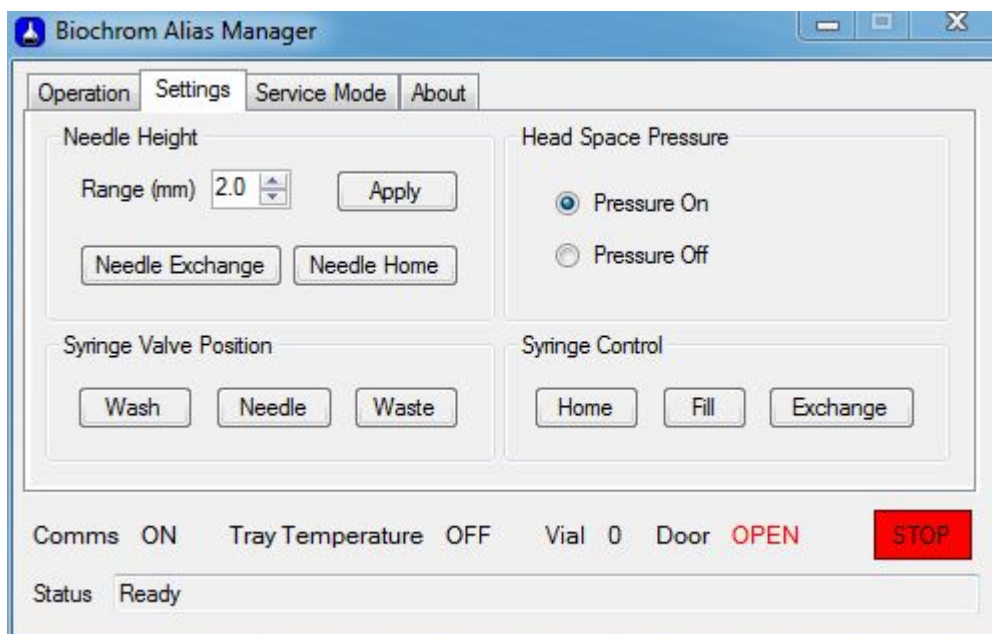 Biochrom Alias Manager
Operation Settings Service Mode About
Needle Height
Range (mm) 2.0 Apply
Needle Exchange Needle Home
Head Space Pressure
Pressure On
Pressure Off
Syringe Valve Position
Wash Needle Waste
Syringe Control
Home Fill Exchange
Comms ON Tray Temperature OFF Vial 0 Door OPEN STOP
Status Ready